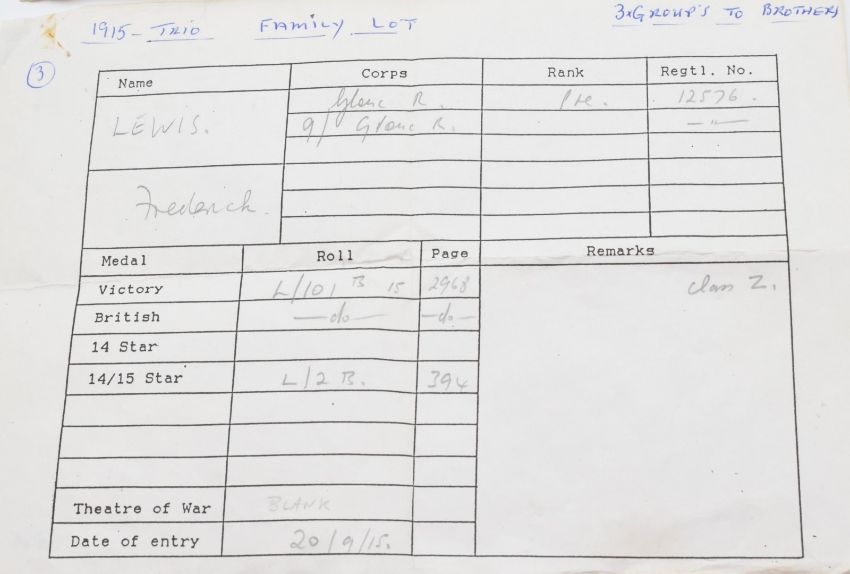 1915 - TRIO FAMILY LOT 3xGROUP'S TO BROTHERS
3
Name Corps Rank Regtl. No.
LEWIS. Glouc R. Pte. 12576.
9/ Glouc R. — " —
Frederick.
Medal Roll Page Remarks
Victory L/101 B 15 2968 Class Z.
British —do— —do—
14 Star
14/15 Star L/2 B. 394
Theatre of War BLANK
Date of entry 20/9/15.